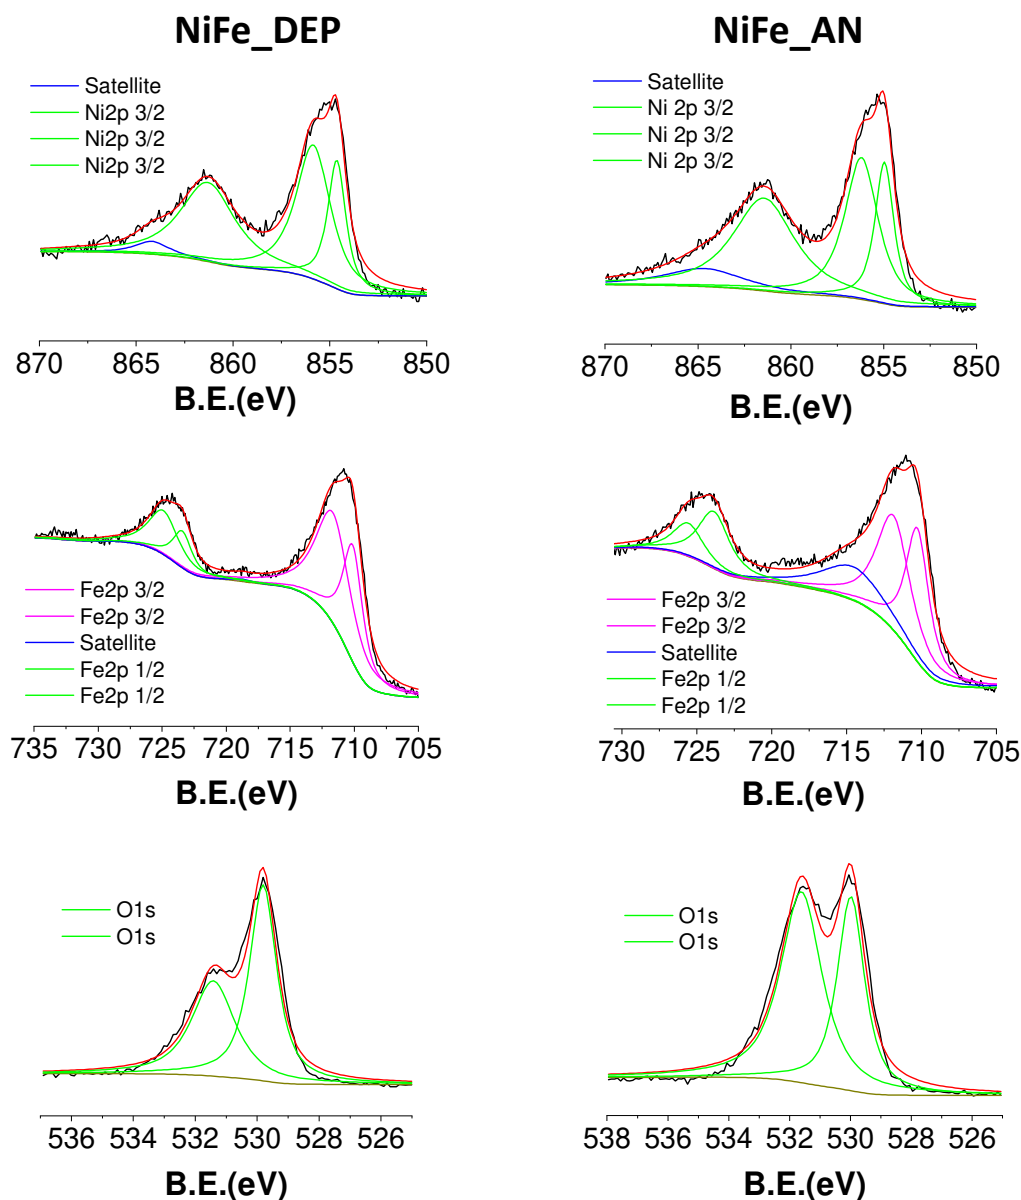 NiFe_DEP
NiFe_AN
Satellite
Ni2p 3/2
Ni2p 3/2
Ni2p 3/2
870 865 860 855 850
B.E.(eV)
Satellite
Ni 2p 3/2
Ni 2p 3/2
Ni 2p 3/2
870 865 860 855 850
B.E.(eV)
Fe2p 3/2
Fe2p 3/2
Satellite
Fe2p 1/2
Fe2p 1/2
735 730 725 720 715 710 705
B.E.(eV)
Fe2p 3/2
Fe2p 3/2
Satellite
Fe2p 1/2
Fe2p 1/2
730 725 720 715 710 705
B.E.(eV)
O1s
O1s
536 534 532 530 528 526
B.E.(eV)
O1s
O1s
538 536 534 532 530 528 526
B.E.(eV)